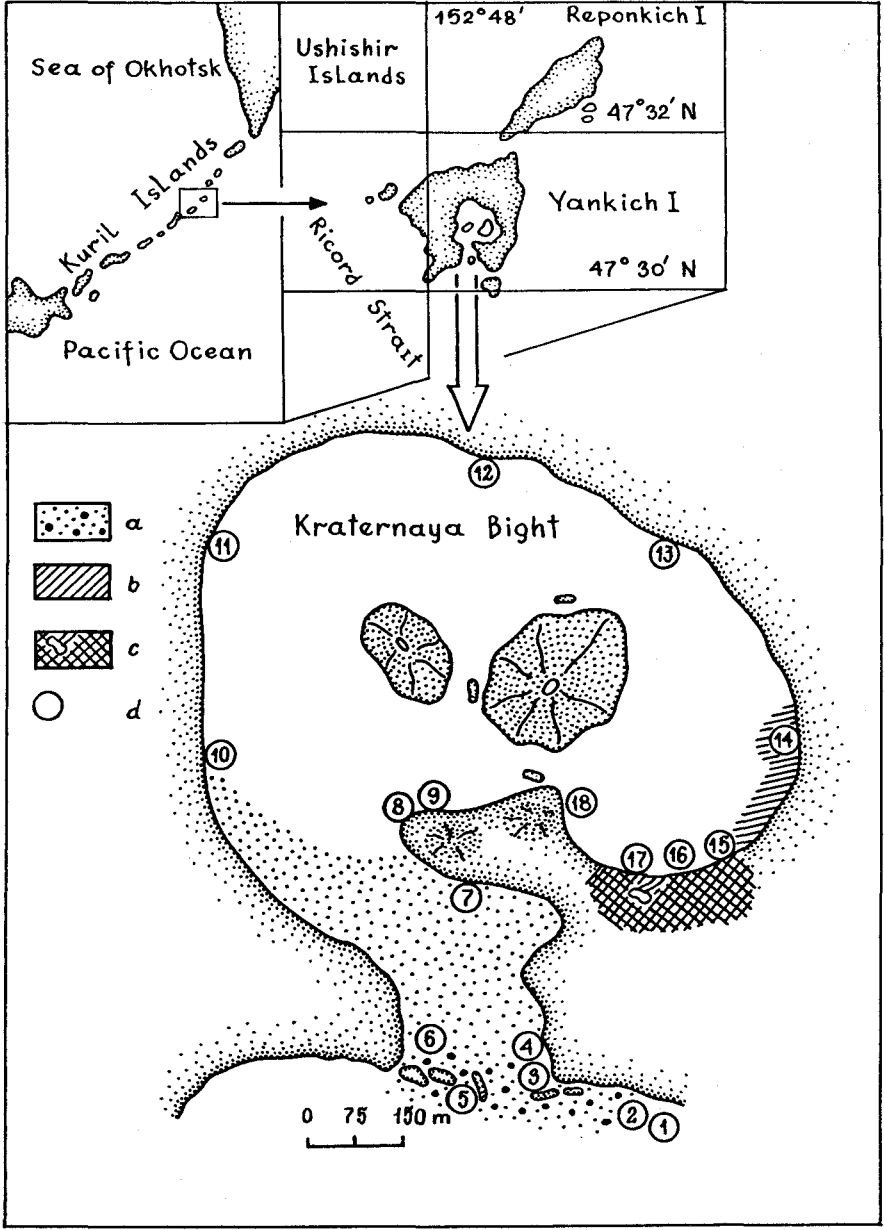 Sea of Okhotsk
Kuril Islands
Pacific Ocean
Ushishir
Islands
152°48'
Reponkich I
47°32' N
Yankich I
47°30' N
Ricord Strait
Kraternaya Bight
a
b
c
d
12
11
13
10
14
8
9
18
17
16
15
7
6
4
3
5
2
1
0 75 150 m